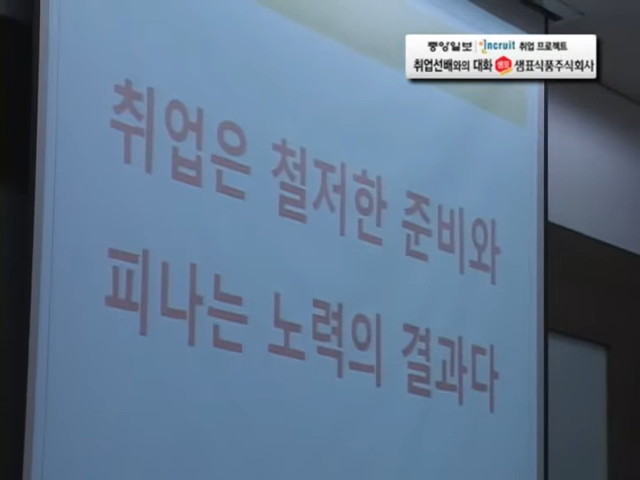 중앙일보 incruit 취업 프로젝트
취업선배와의 대화 샘표 샘표식품주식회사
취업은 철저한 준비와
피나는 노력의 결과다